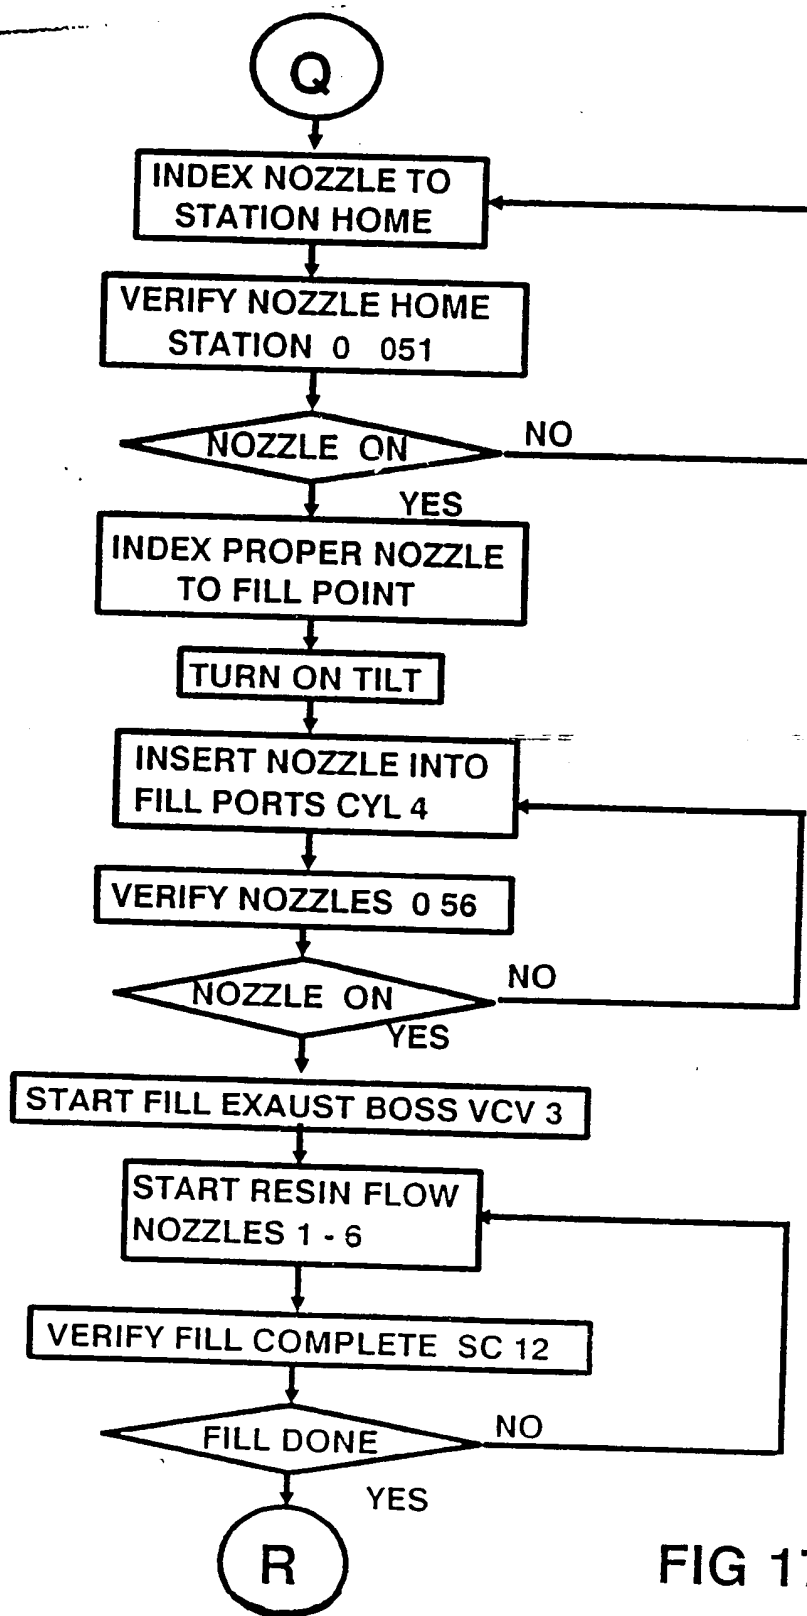 Q
INDEX NOZZLE TO
STATION HOME
VERIFY NOZZLE HOME
STATION 0 051
NOZZLE ON
NO
YES
INDEX PROPER NOZZLE
TO FILL POINT
TURN ON TILT
INSERT NOZZLE INTO
FILL PORTS CYL 4
VERIFY NOZZLES 0 56
NOZZLE ON
NO
YES
START FILL EXAUST BOSS VCV 3
START RESIN FLOW
NOZZLES 1 - 6
VERIFY FILL COMPLETE SC 12
FILL DONE
NO
YES
R
FIG 17